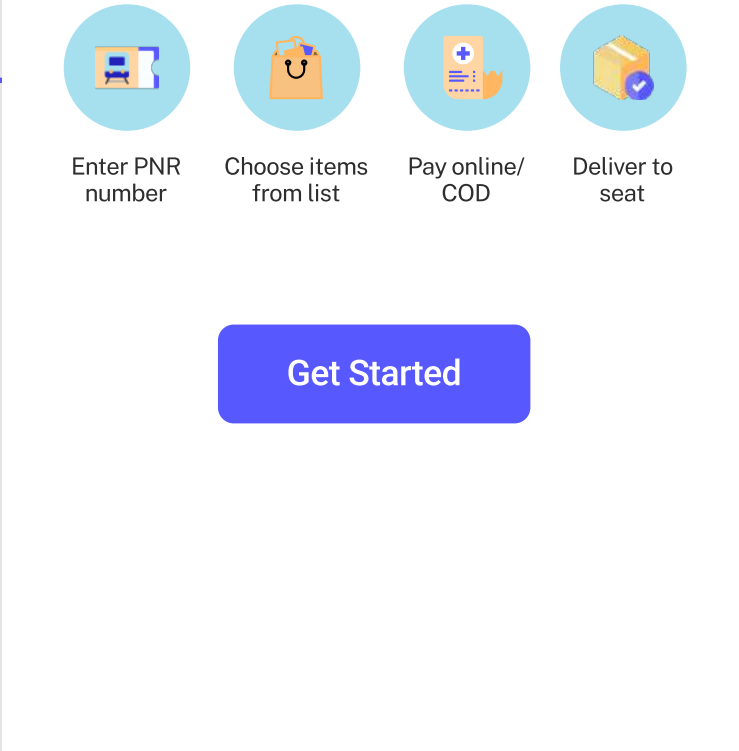 Enter PNR
number
Choose items
from list
Pay online/
COD
Deliver to
seat
Get Started